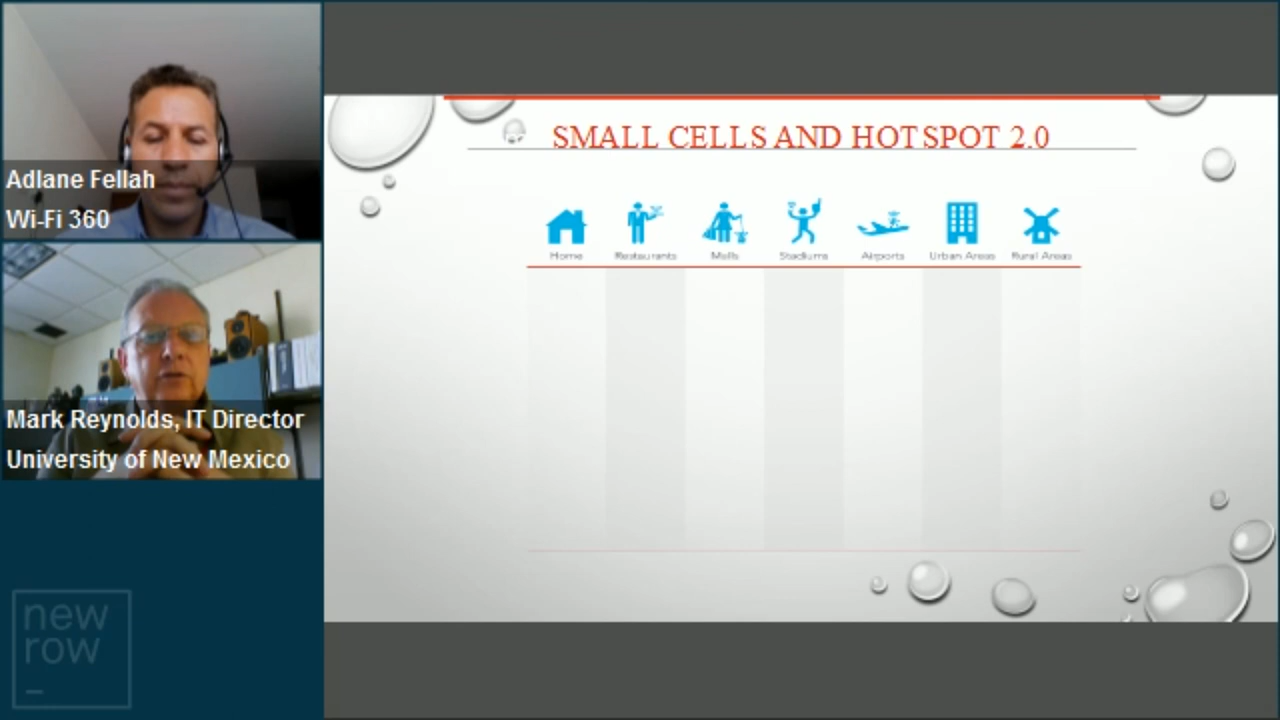 Adlane Fellah
Wi-Fi 360
Mark Reynolds, IT Director
University of New Mexico
new
row
SMALL CELLS AND HOTSPOT 2.0
Home Restaurants Malls Stadiums Airports Urban Areas Rural Areas